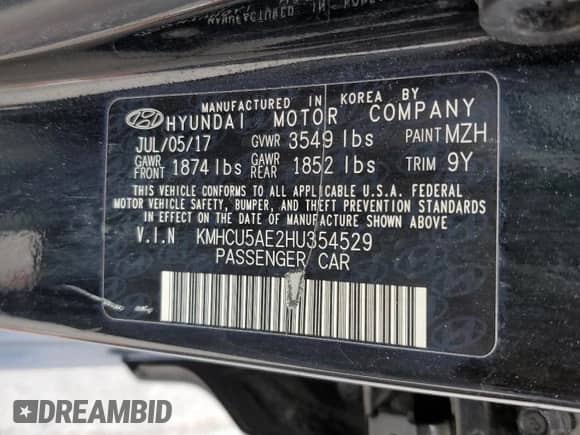 MANUFACTURED IN KOREA BY
HYUNDAI MOTOR COMPANY
JUL/05/17 GVWR 3549 lbs PAINT MZH
GAWR FRONT 1874 lbs GAWR REAR 1852 lbs TRIM 9Y
THIS VEHICLE CONFORMS TO ALL APPLICABLE U.S.A. FEDERAL
MOTOR VEHICLE SAFETY, BUMPER, AND THEFT PREVENTION STANDARDS
IN EFFECT ON THE DATE OF MANUFACTURE SHOWN ABOVE.
V.I.N KMHCU5AE2HU354529
PASSENGER CAR
DREAMBID